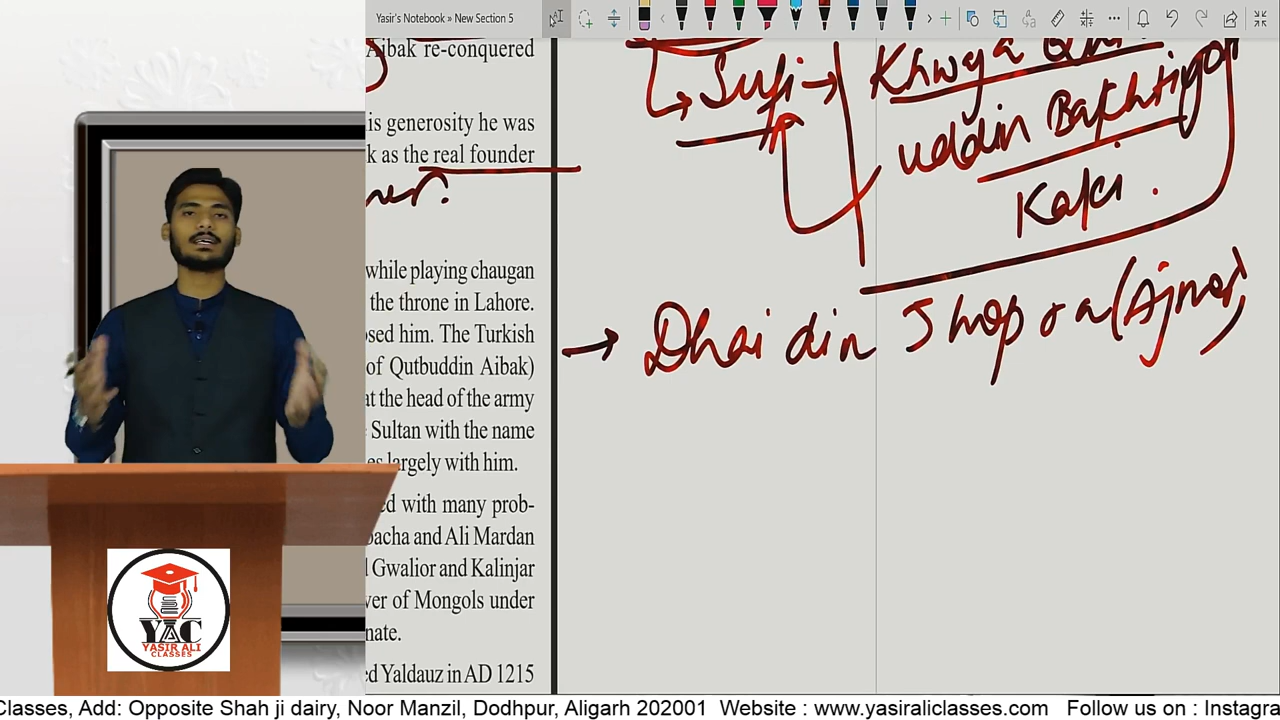 Yasir's Notebook » New Section 5
Aibak re-conquered
is generosity he was
k as the real founder
while playing chaugan
the throne in Lahore.
sed him. The Turkish
of Qutbuddin Aibak)
at the head of the army
Sultan with the name
es largely with him.
ed with many prob-
bacha and Ali Mardan
d Gwalior and Kalinjar
ver of Mongols under
nate.
ed Yaldauz in AD 1215
Sufi → Khwaja
uddin Bakhtiyar
Kaki.
→ Dhai din Jhopra (Ajmer)
YAC
YASIR ALI
CLASSES
Classes, Add: Opposite Shah ji dairy, Noor Manzil, Dodhpur, Aligarh 202001 Website : www.yasiraliclasses.com Follow us on : Instagra